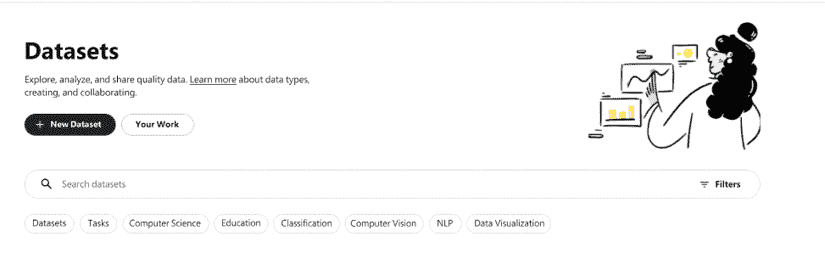 Datasets
Explore, analyze, and share quality data. Learn more about data types,
creating, and collaborating.
+ New Dataset Your Work
Search datasets Filters
Datasets Tasks Computer Science Education Classification Computer Vision NLP Data Visualization